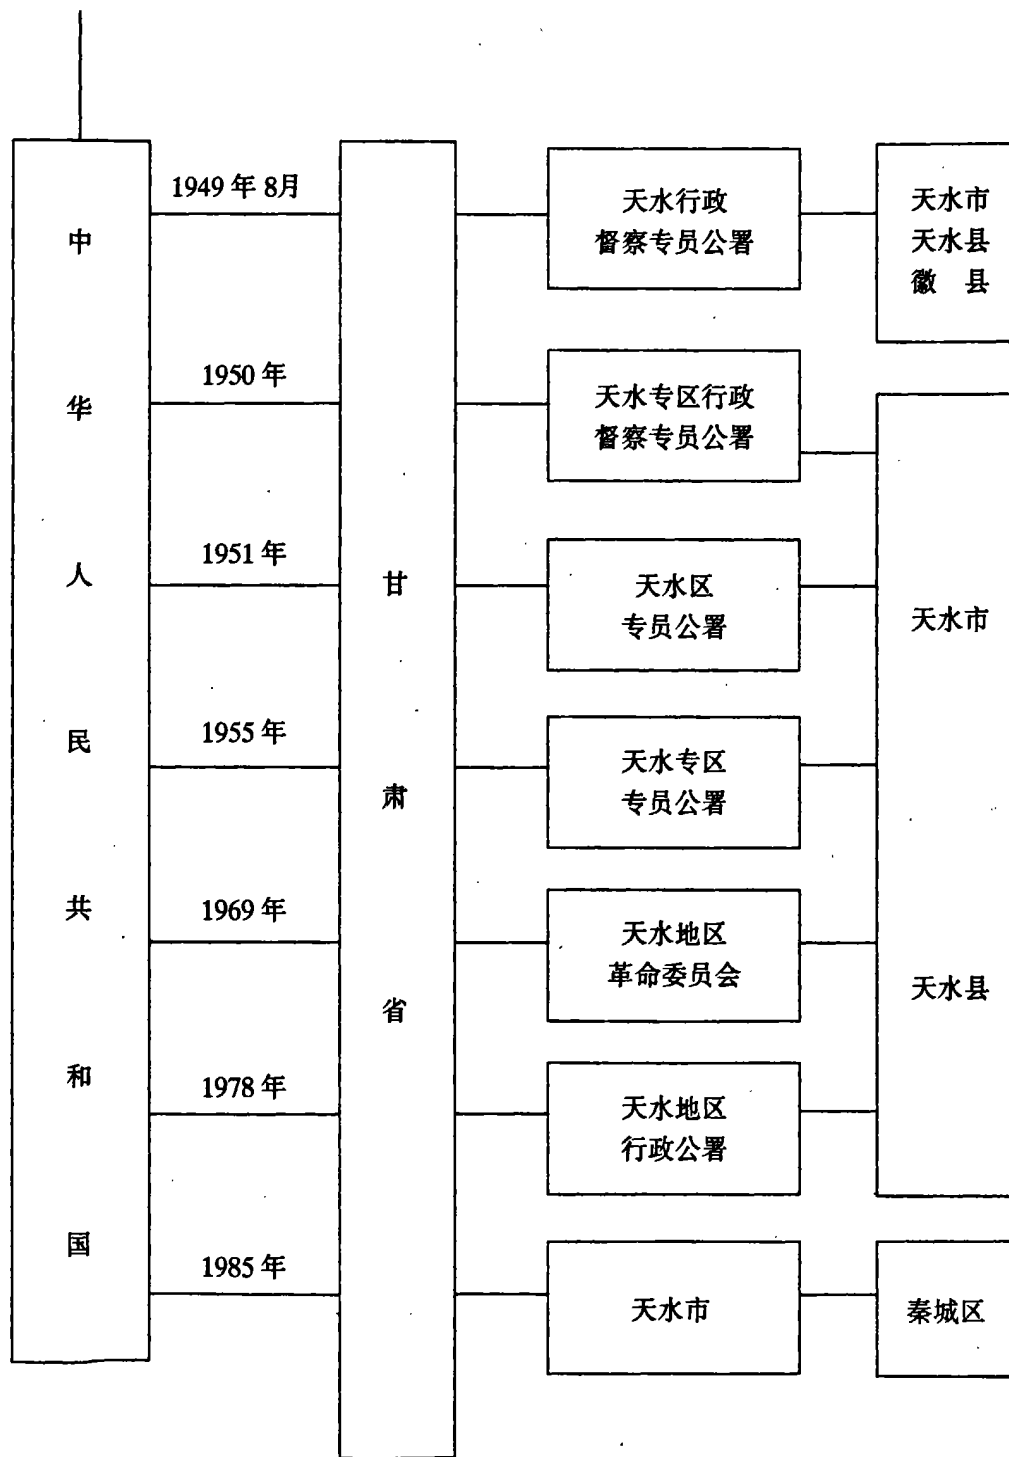 中华人民共和国
甘肃省
1949年8月
天水行政
督察专员公署
天水市
天水县
徽 县
1950年
天水专区行政
督察专员公署
1951年
天水区
专员公署
1955年
天水专区
专员公署
1969年
天水地区
革命委员会
1978年
天水地区
行政公署
天水市
天水县
1985年
天水市
秦城区